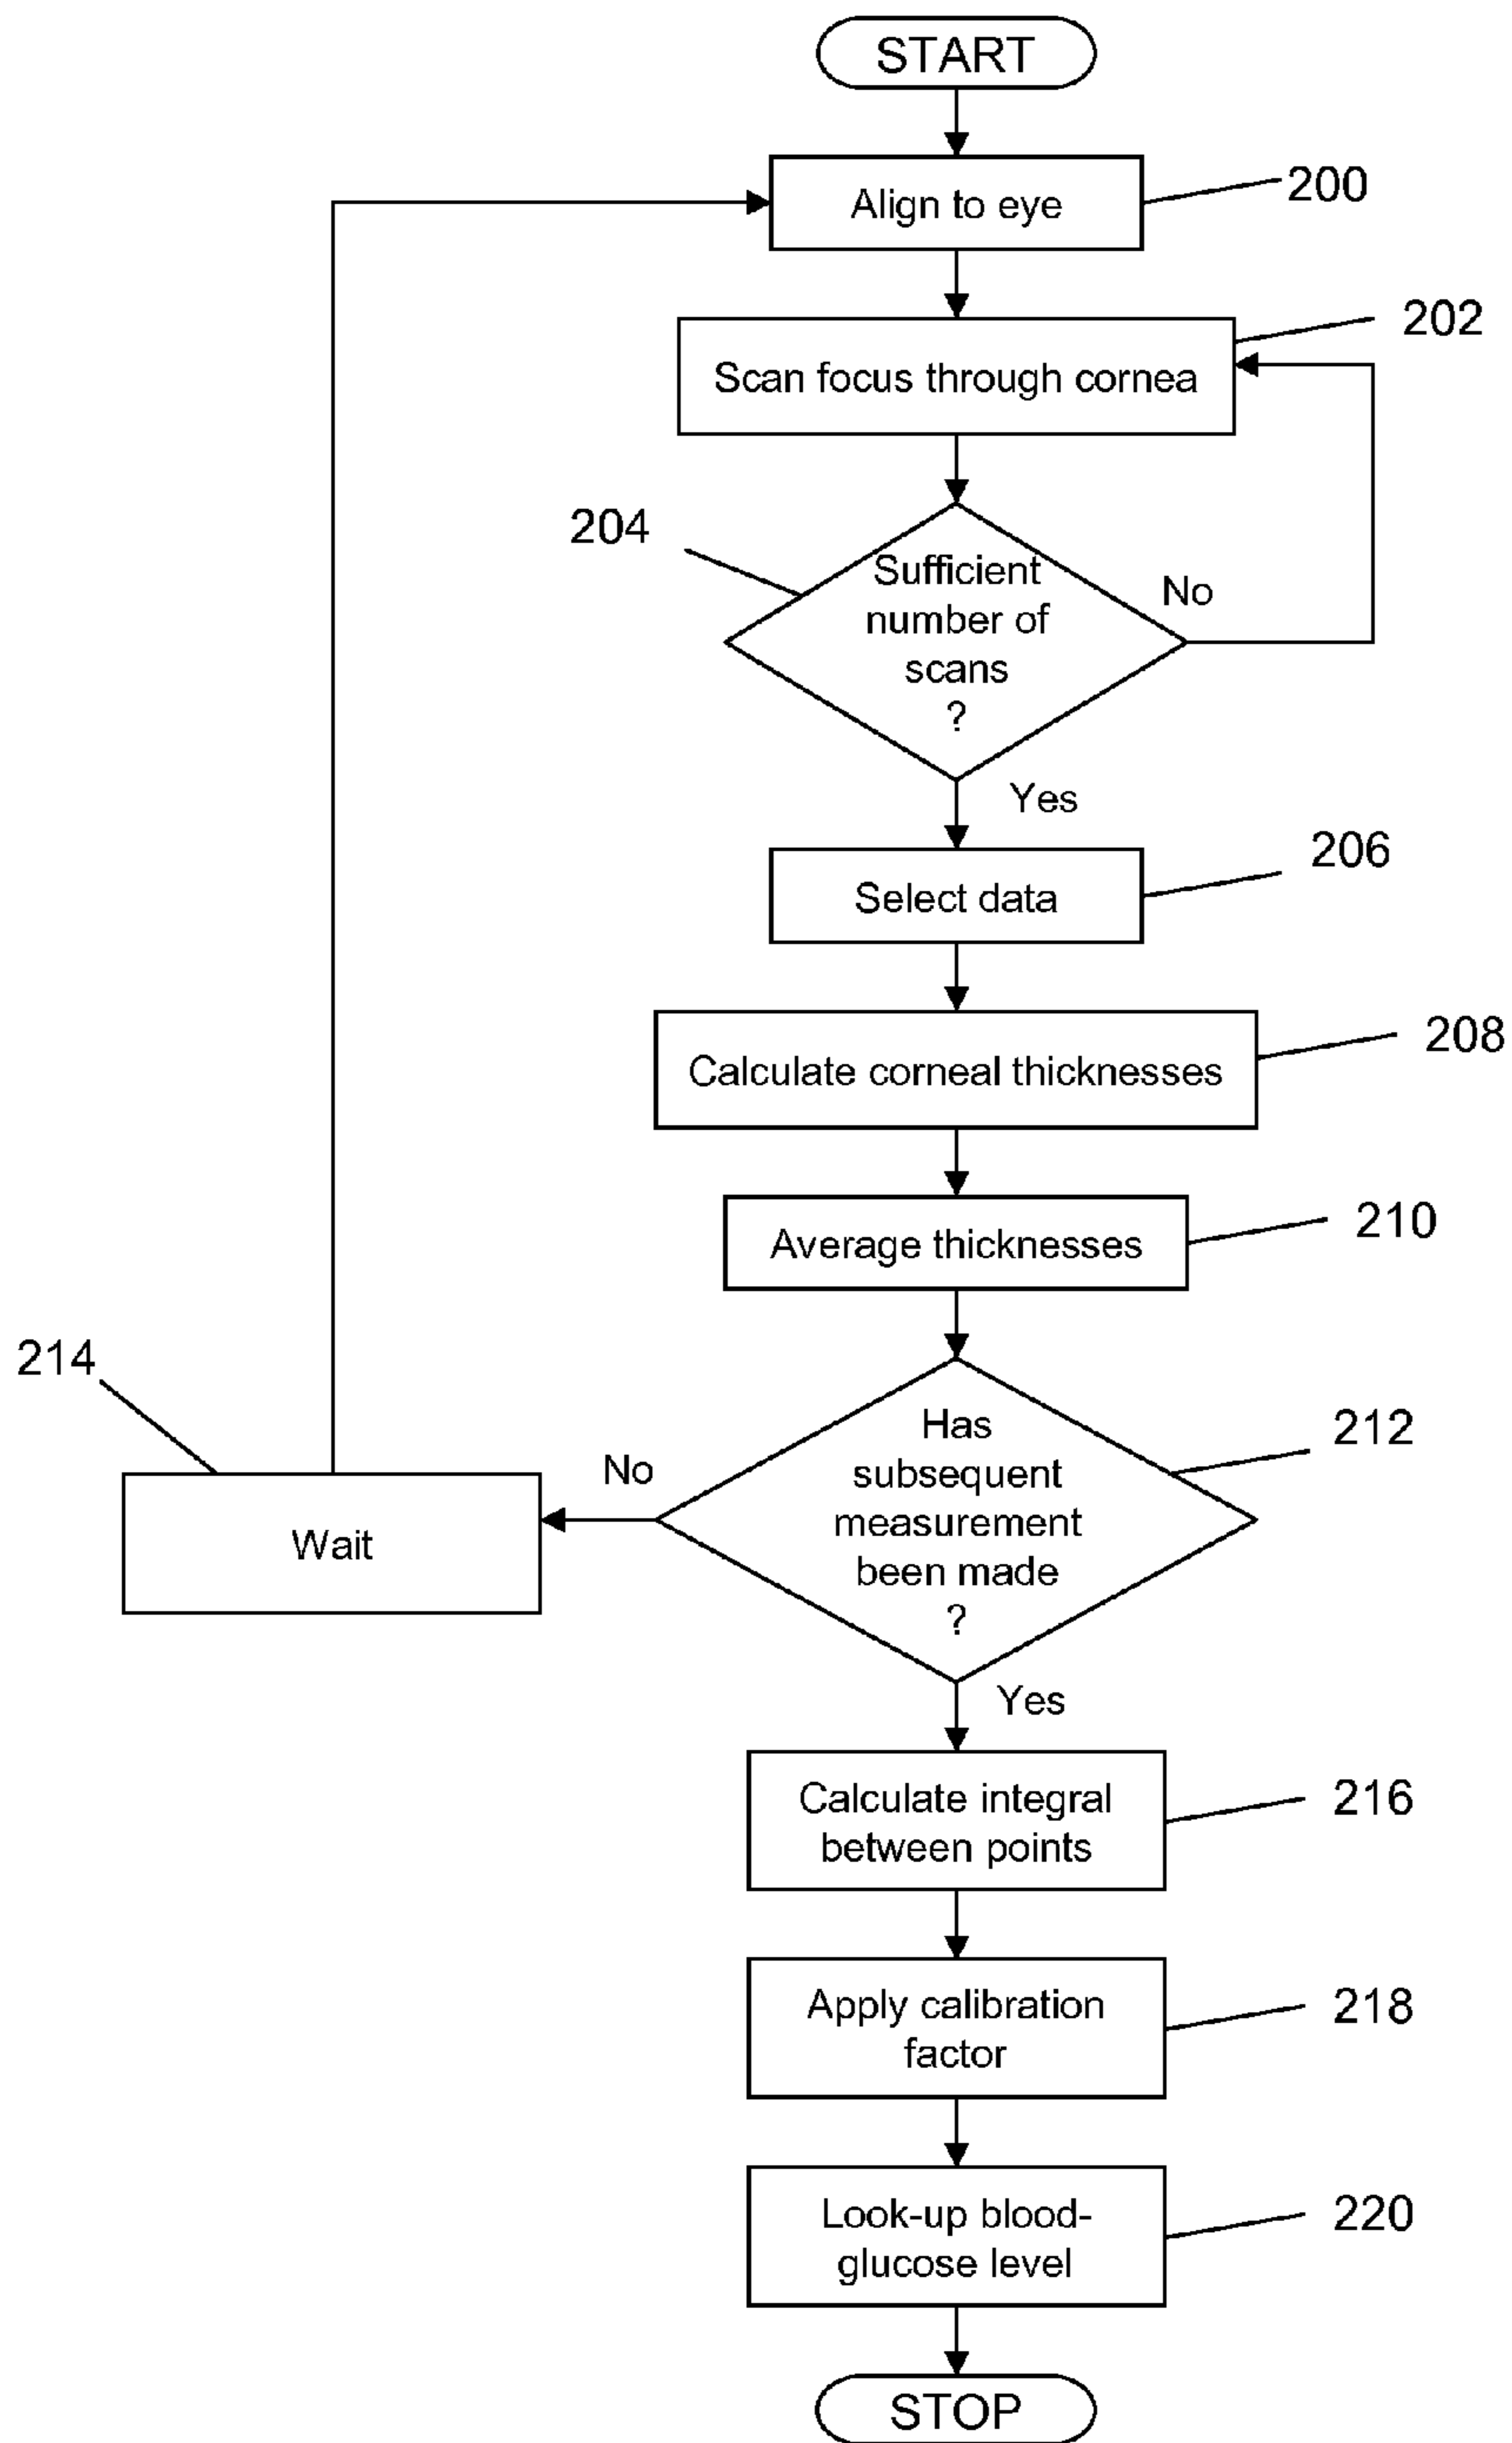 START
Align to eye
200
Scan focus through cornea
202
204
Sufficient
number of
scans
?
No
Yes
Select data
206
Calculate corneal thicknesses
208
Average thicknesses
210
214
Wait
No
Has
subsequent
measurement
been made
?
212
Yes
Calculate integral
between points
216
Apply calibration
factor
218
Look-up blood-
glucose level
220
STOP